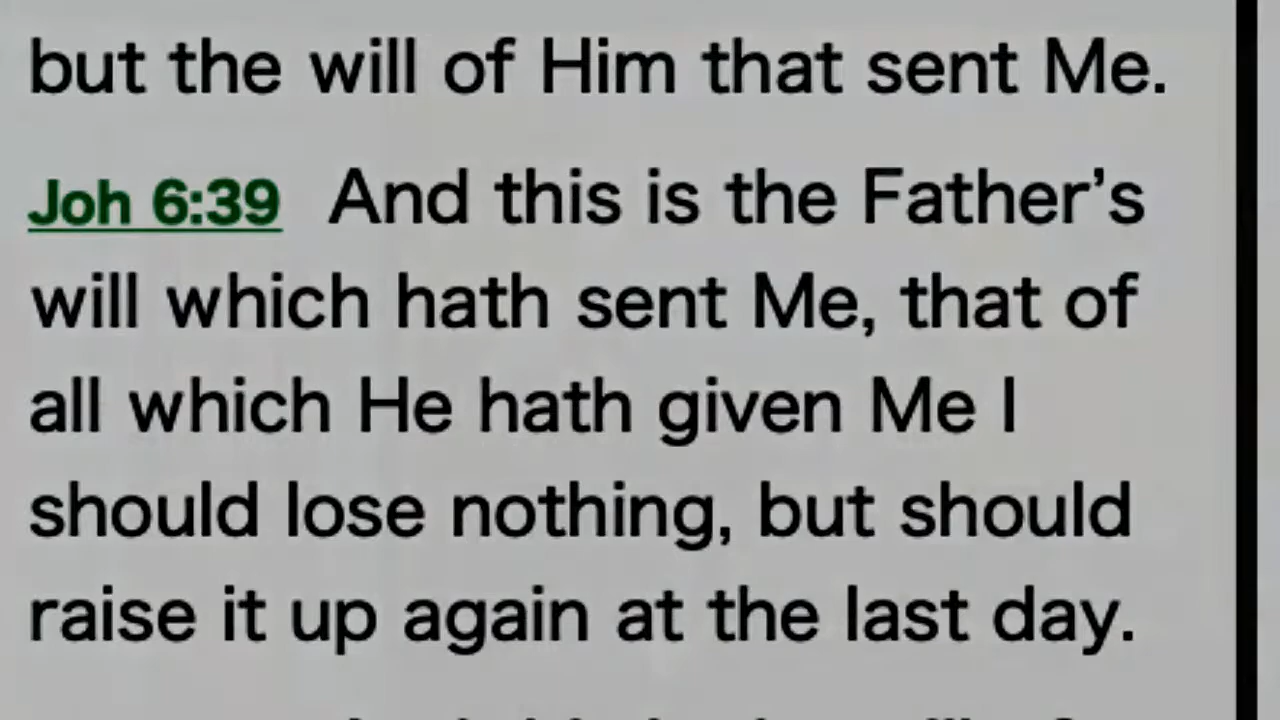 but the will of Him that sent Me.
Joh 6:39 And this is the Father’s
will which hath sent Me, that of
all which He hath given Me I
should lose nothing, but should
raise it up again at the last day.